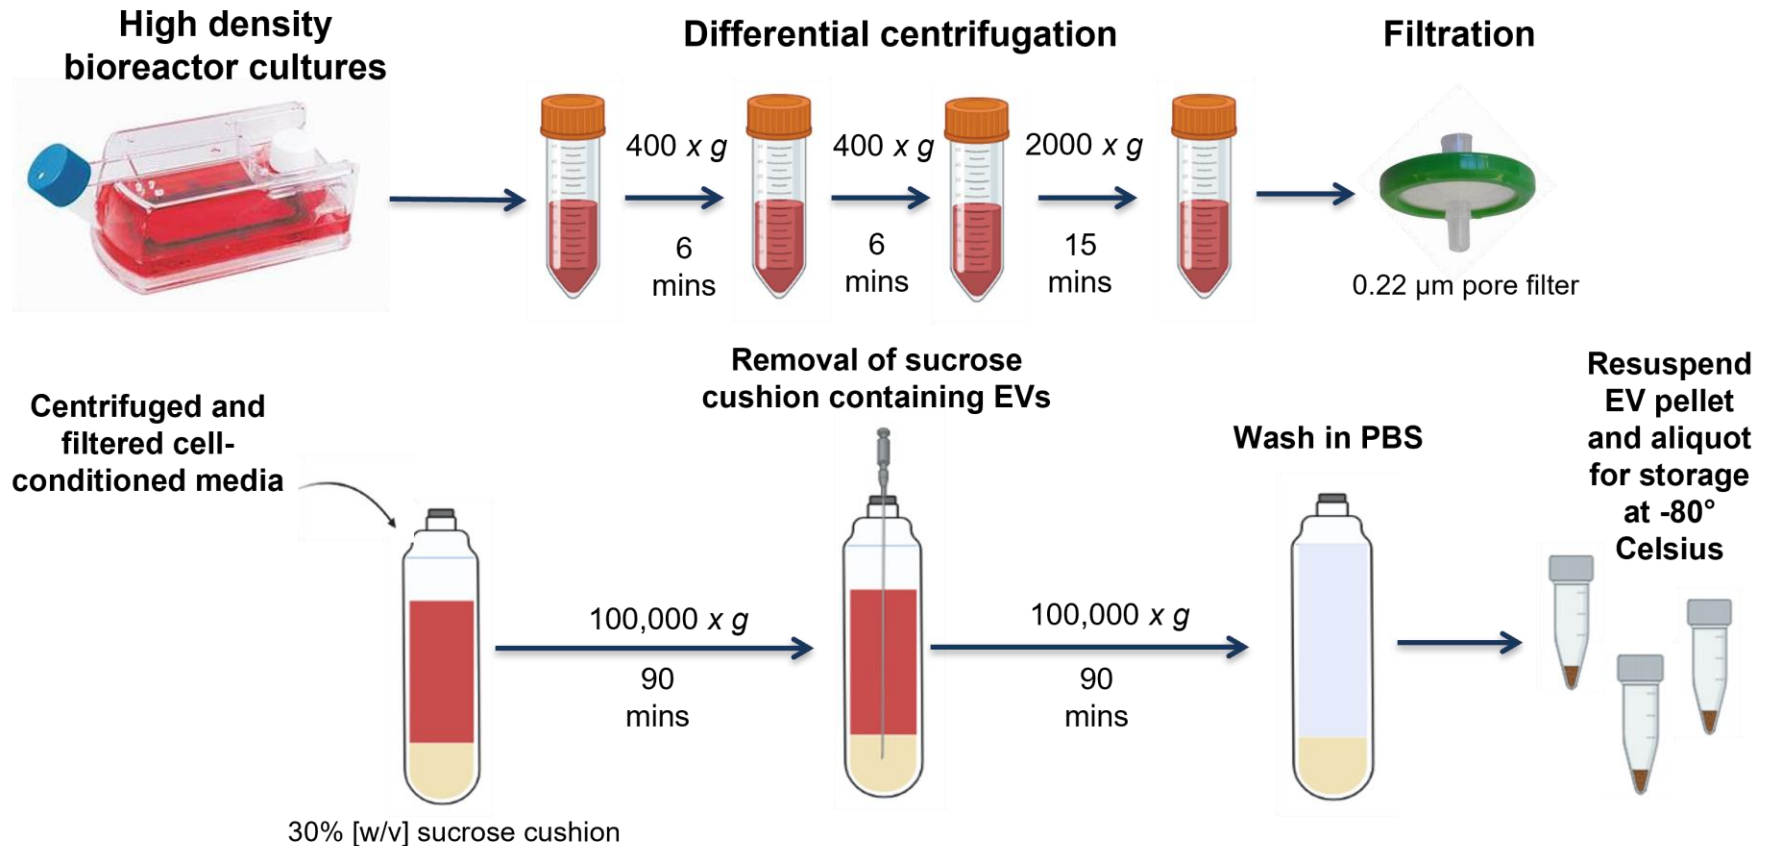 High density
bioreactor cultures
Differential centrifugation
Filtration
400 x g
6
mins
400 x g
6
mins
2000 x g
15
mins
0.22 µm pore filter
Centrifuged and
filtered cell-
conditioned media
30% [w/v] sucrose cushion
100,000 x g
90
mins
Removal of sucrose
cushion containing EVs
100,000 x g
90
mins
Wash in PBS
Resuspend
EV pellet
and aliquot
for storage
at -80°
Celsius